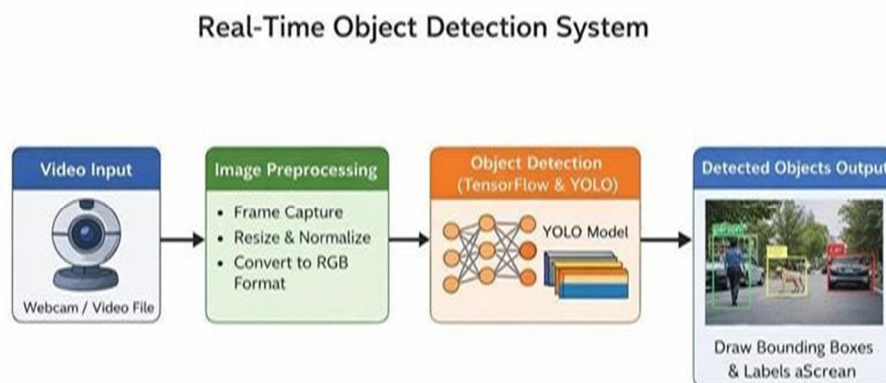 Real-Time Object Detection System
Video Input
Webcam / Video File
Image Preprocessing
• Frame Capture
• Resize & Normalize
• Convert to RGB
Format
Object Detection
(TensorFlow & YOLO)
YOLO Model
Detected Objects Output
person
Draw Bounding Boxes
& Labels aScrean